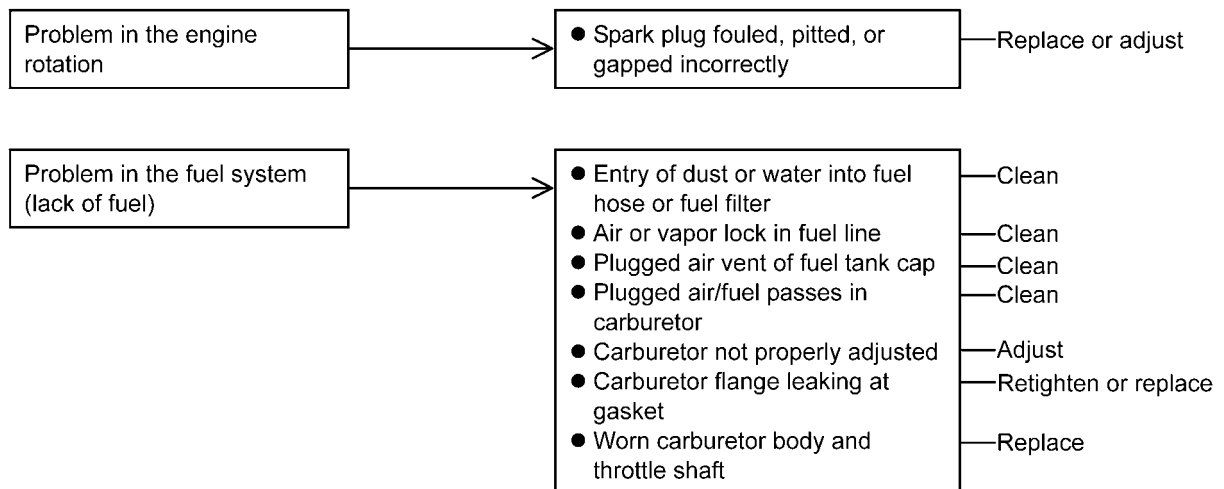 Problem in the engine
rotation
● Spark plug fouled, pitted, or
gapped incorrectly
Replace or adjust
Problem in the fuel system
(lack of fuel)
● Entry of dust or water into fuel
hose or fuel filter
Clean
● Air or vapor lock in fuel line
Clean
● Plugged air vent of fuel tank cap
Clean
● Plugged air/fuel passes in
carburetor
Clean
● Carburetor not properly adjusted
Adjust
● Carburetor flange leaking at
gasket
Retighten or replace
● Worn carburetor body and
throttle shaft
Replace